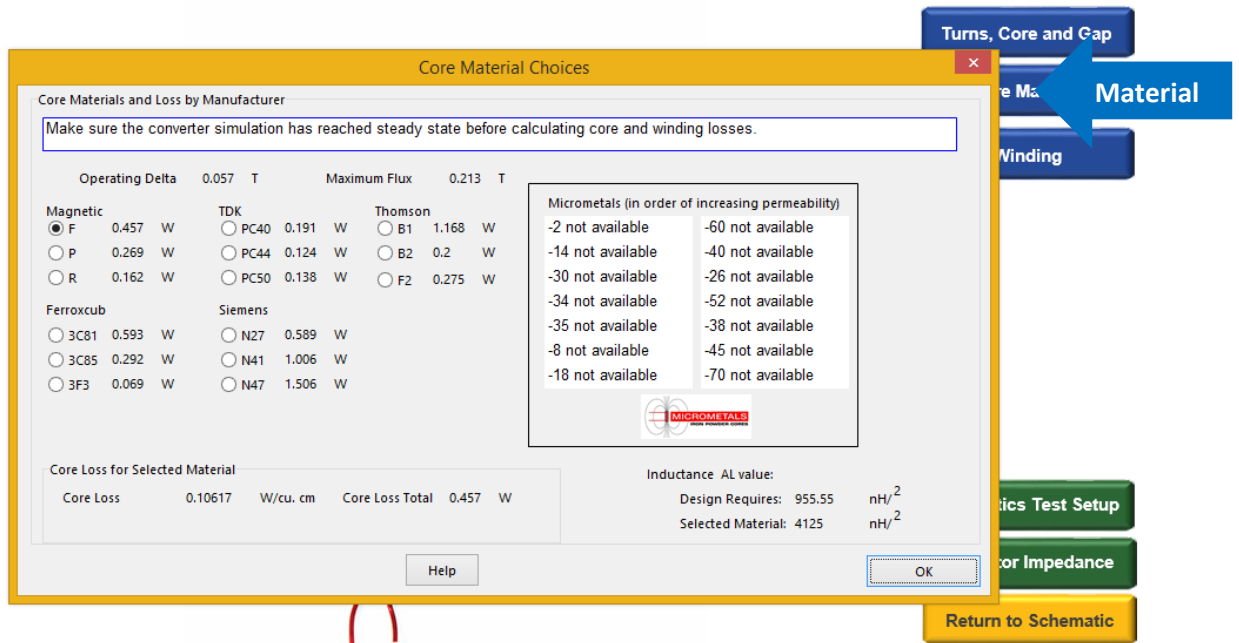 Turns, Core and Gap
Core Material Choices
×
e Ma
Material
Winding
Core Materials and Loss by Manufacturer
Make sure the converter simulation has reached steady state before calculating core and winding losses.
Operating Delta 0.057 T Maximum Flux 0.213 T
Magnetic TDK Thomson
F 0.457 W PC40 0.191 W B1 1.168 W
P 0.269 W PC44 0.124 W B2 0.2 W
R 0.162 W PC50 0.138 W F2 0.275 W
Ferroxcub Siemens
3C81 0.593 W N27 0.589 W
3C85 0.292 W N41 1.006 W
3F3 0.069 W N47 1.506 W
Micrometals (in order of increasing permeability)
-2 not available -60 not available
-14 not available -40 not available
-30 not available -26 not available
-34 not available -52 not available
-35 not available -38 not available
-8 not available -45 not available
-18 not available -70 not available
MICROMETALS
IRON POWDER CORES
Core Loss for Selected Material
Core Loss 0.10617 W/cu. cm Core Loss Total 0.457 W
Inductance AL value:
Design Requires: 955.55 nH/2
Selected Material: 4125 nH/2
Help
OK
tics Test Setup
tor Impedance
Return to Schematic